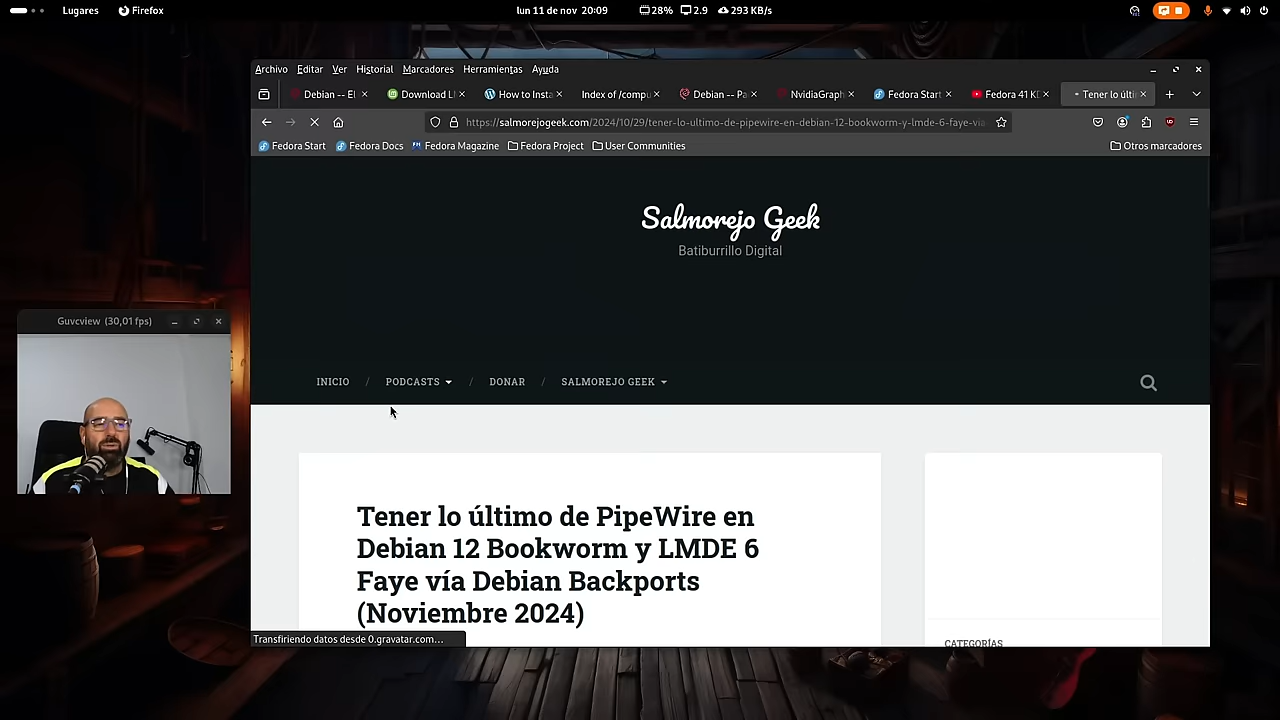 Lugares Firefox lun 11 de nov 20:09 28% 2.9 293 KB/s
Archivo Editar Ver Historial Marcadores Herramientas Ayuda
Debian -- El Download L How to Insta Index of /comp Debian -- Pa NvidiaGraph Fedora Start Fedora 41 K Tener lo últi
https://salmorejogeek.com/2024/10/29/tener-lo-ultimo-de-pipewire-en-debian-12-bookworm-y-lmde-6-faye-via
Fedora Start Fedora Docs Fedora Magazine Fedora Project User Communities Otros marcadores
Salmorejo Geek
Batiburrillo Digital
Guvcview (30,01 fps)
INICIO / PODCASTS / DONAR / SALMOREJO GEEK
Tener lo último de PipeWire en
Debian 12 Bookworm y LMDE 6
Faye vía Debian Backports
(Noviembre 2024)
Transfiriendo datos desde 0.gravatar.com...
CATEGORÍAS